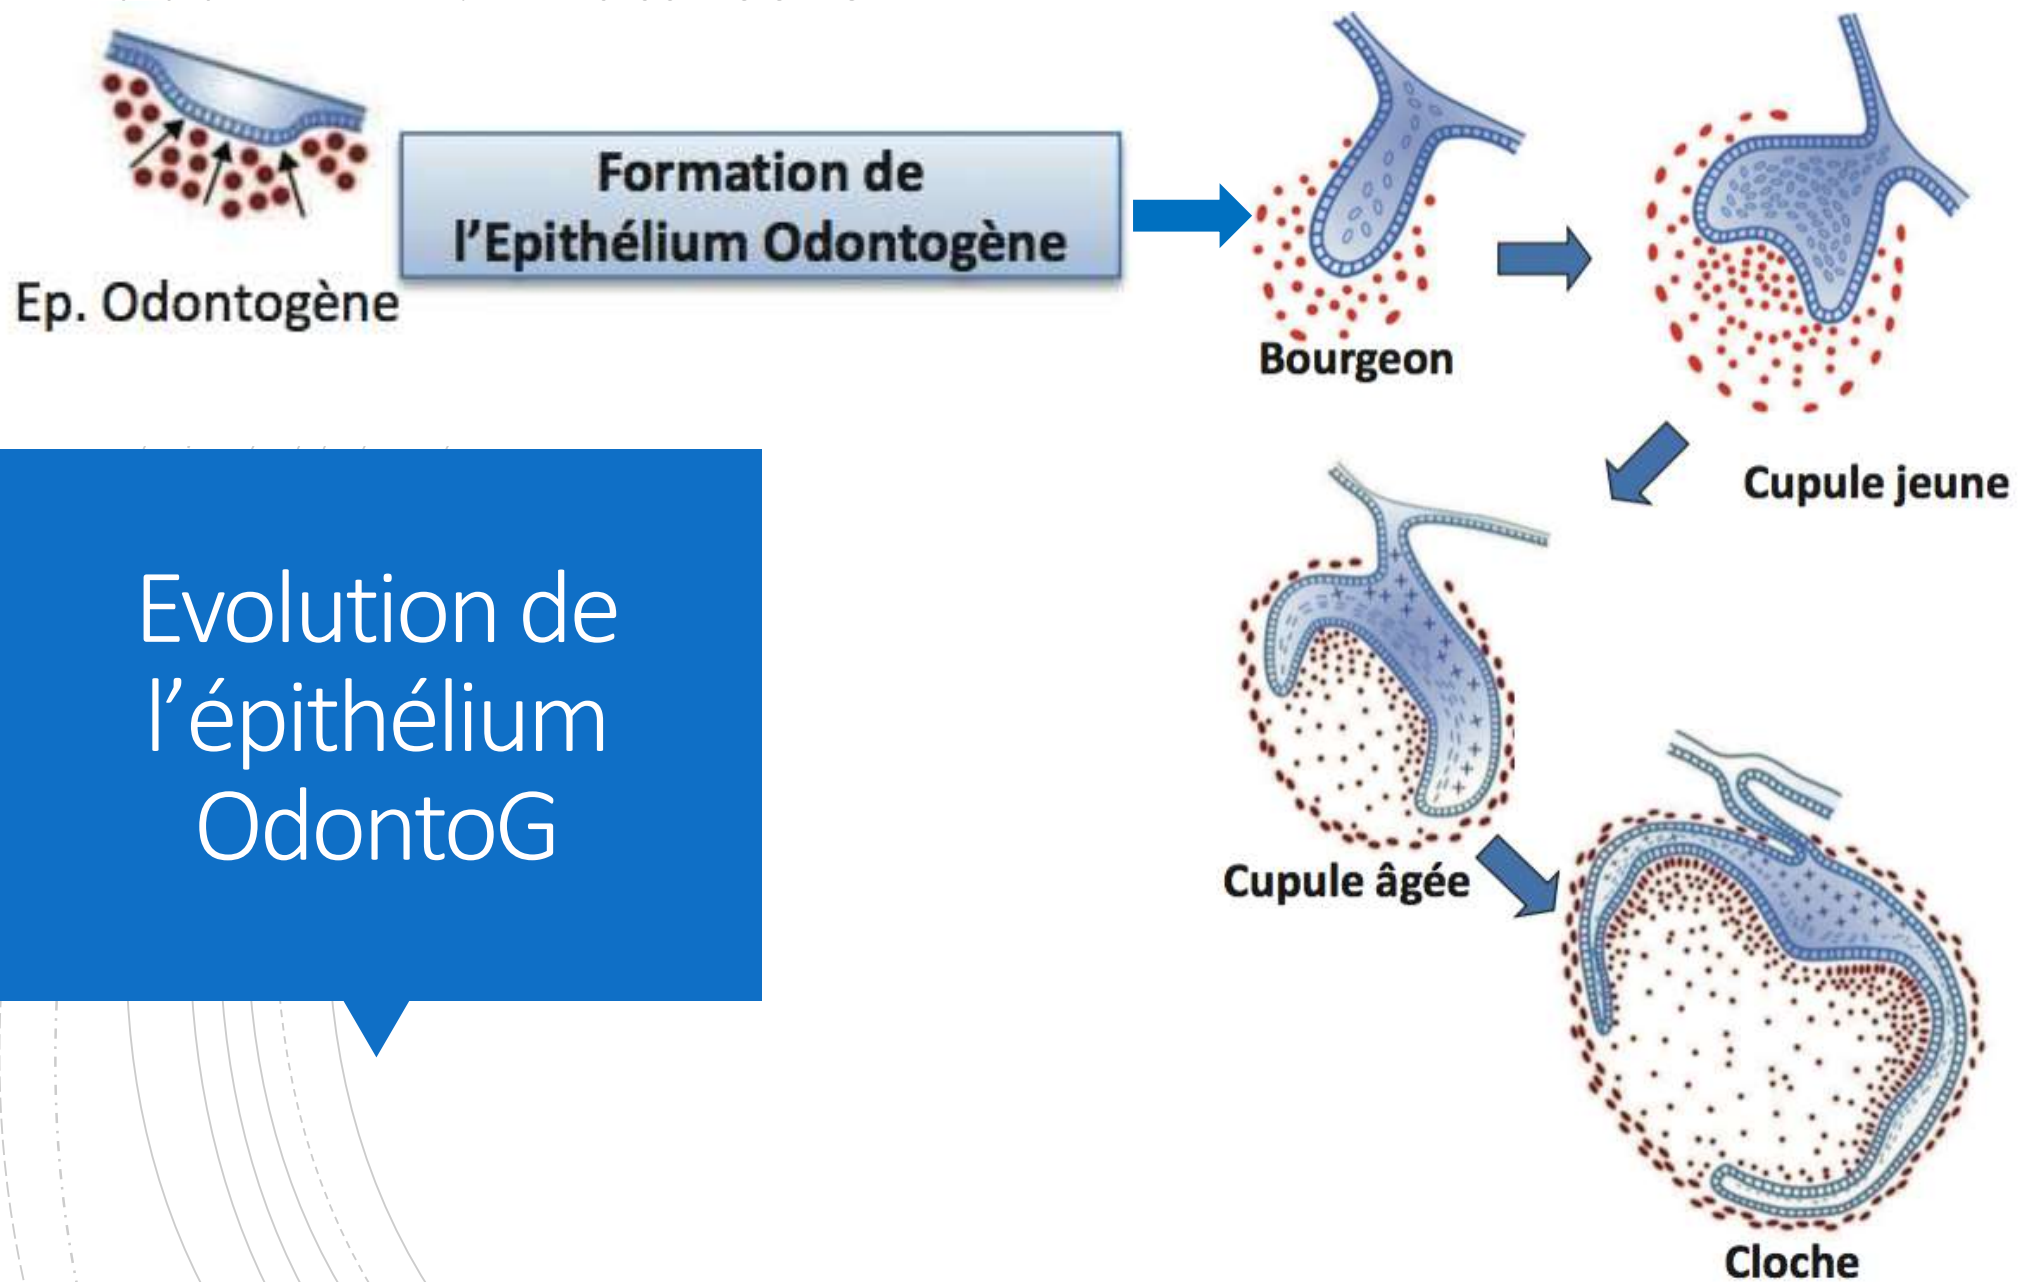 Ep. Odontogène
Formation de
l'Epithélium Odontogène
Bourgeon
Cupule jeune
Evolution de
l'épithélium
OdontoG
Cupule âgée
Cloche